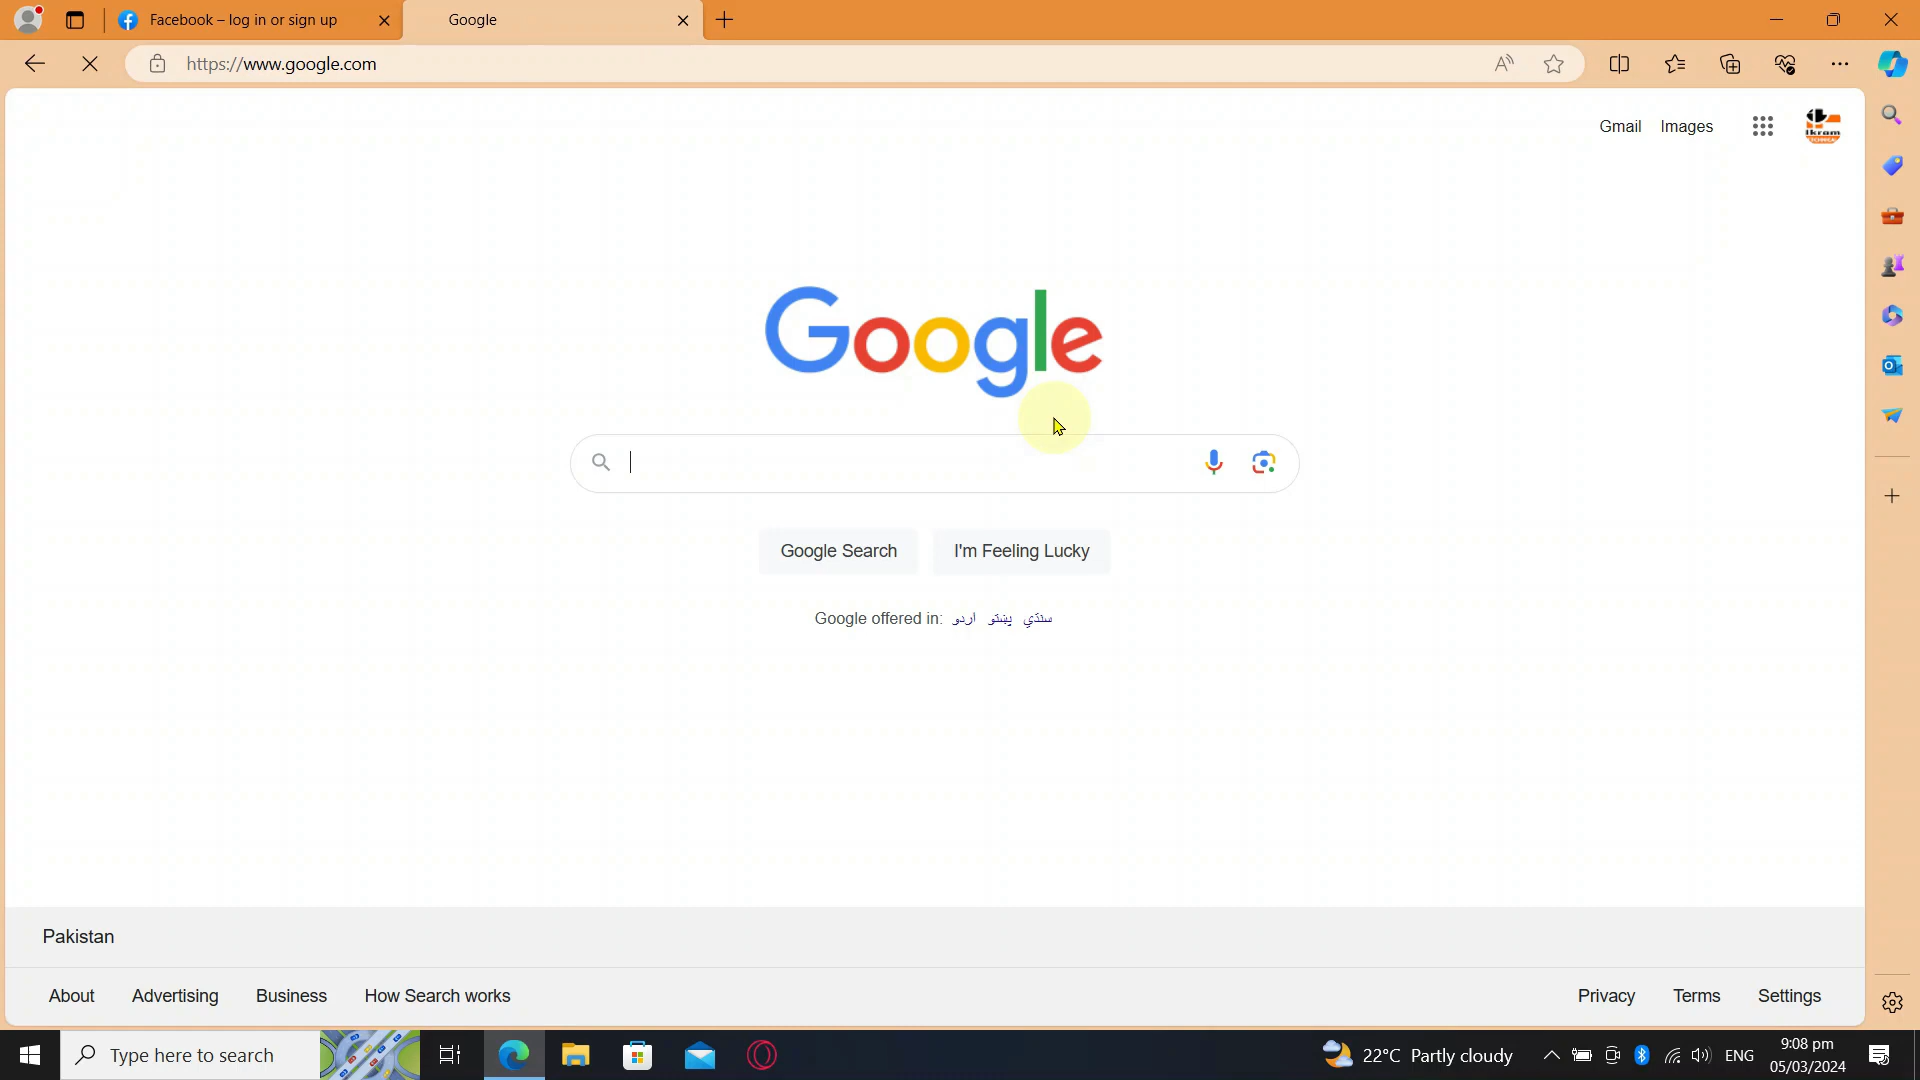 Facebook – log in or sign up
Google
https://www.google.com
Gmail Images
Ikram
Google
Google Search
I'm Feeling Lucky
Google offered in: اردو پښتو سنڌي
Pakistan
About Advertising Business How Search works
Privacy Terms Settings
Type here to search
22°C Partly cloudy
ENG
9:08 pm
05/03/2024